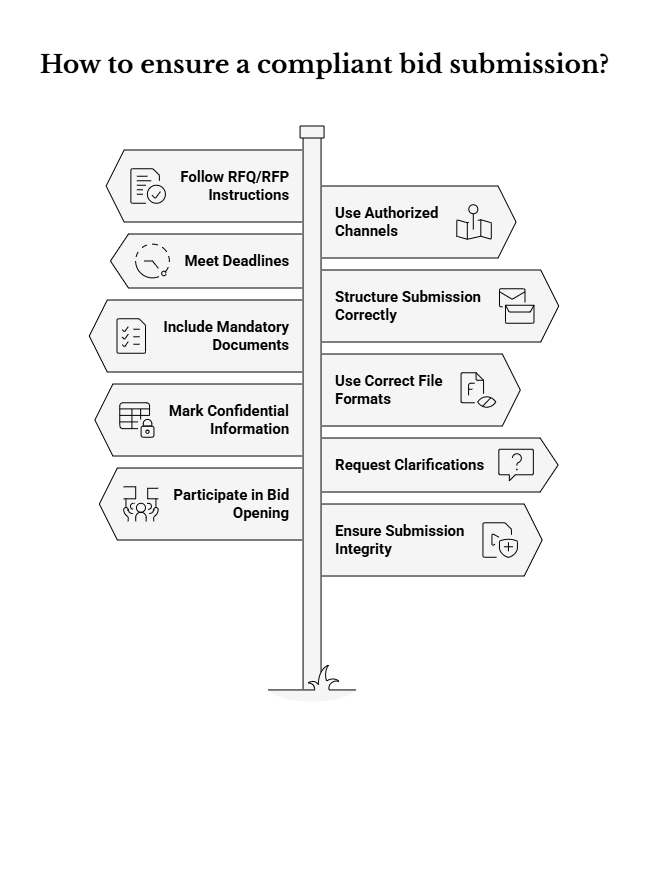 How to ensure a compliant bid submission?
Follow RFQ/RFP
Instructions
Use Authorized
Channels
Meet Deadlines
Structure Submission
Correctly
Include Mandatory
Documents
Use Correct File
Formats
Mark Confidential
Information
Request Clarifications
Participate in Bid
Opening
Ensure Submission
Integrity